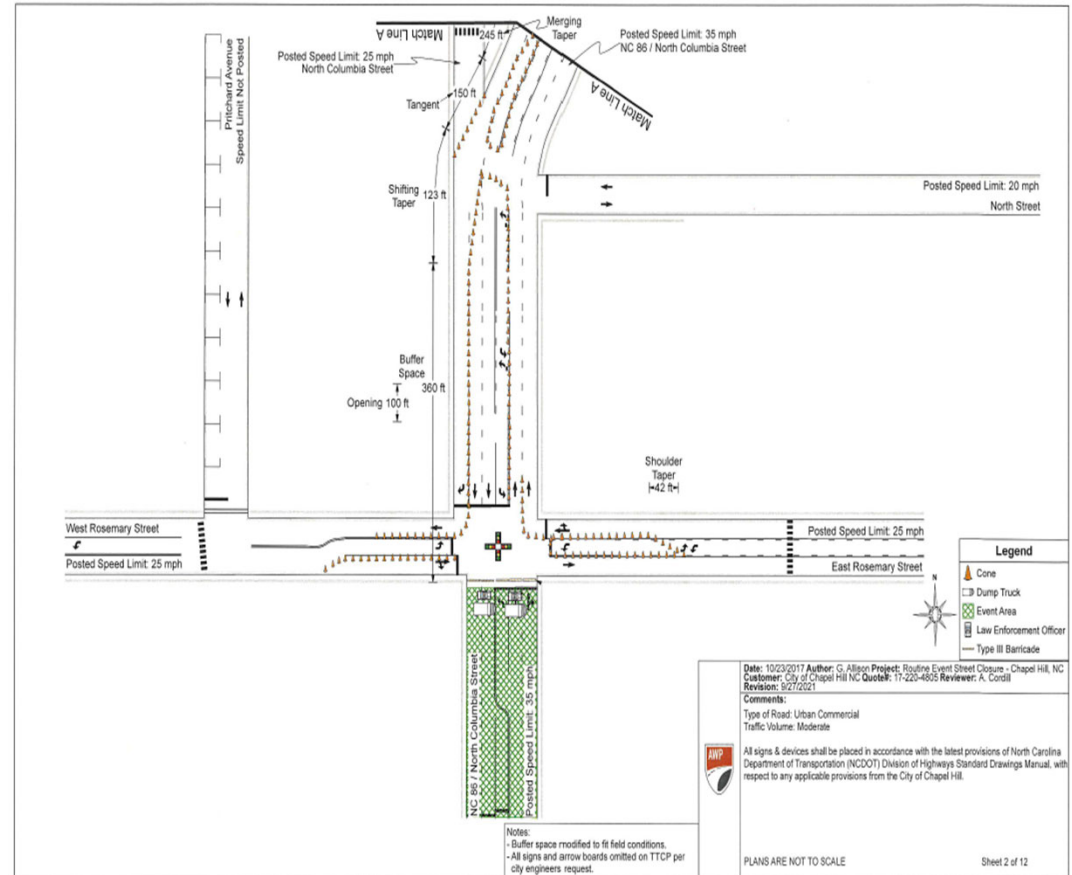 Match Line A
245 ft
Merging
Taper
Posted Speed Limit: 25 mph
North Columbia Street
Posted Speed Limit: 35 mph
NC 86 / North Columbia Street
Match Line A
Pritchard Avenue
Speed Limit Not Posted
Tangent
150 ft
Shifting
Taper
123 ft
Posted Speed Limit: 20 mph
North Street
Buffer
Space
360 ft
Opening 100 ft
Shoulder
Taper
42 ft
West Rosemary Street
Posted Speed Limit: 25 mph
Posted Speed Limit: 25 mph
East Rosemary Street
NC 86 / North Columbia Street
Posted Speed Limit: 35 mph
N
Legend
Cone
Dump Truck
Event Area
Law Enforcement Officer
Type III Barricade
AWP
Date: 10/23/2017 Author: G. Allison Project: Routine Event Street Closure - Chapel Hill, NC
Customer: City of Chapel Hill NC Quote#: 17-220-4805 Reviewer: A. Cordill
Revision: 9/27/2021
Comments:
Type of Road: Urban Commercial
Traffic Volume: Moderate
All signs & devices shall be placed in accordance with the latest provisions of North Carolina
Department of Transportation (NCDOT) Division of Highways Standard Drawings Manual, with
respect to any applicable provisions from the City of Chapel Hill.
PLANS ARE NOT TO SCALE
Sheet 2 of 12
Notes:
- Buffer space modified to fit field conditions.
- All signs and arrow boards omitted on TTCP per
city engineers request.